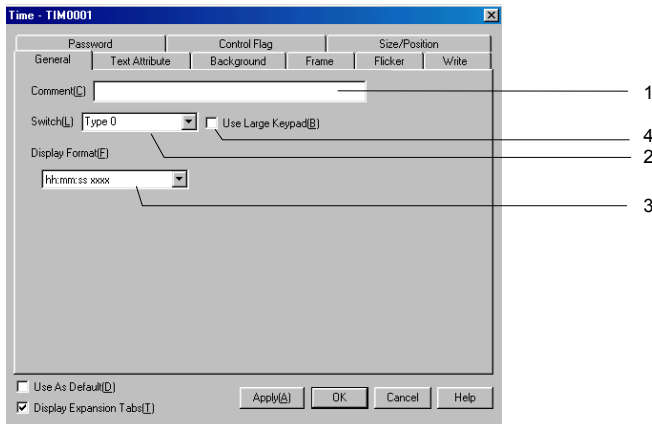 Time - TIM0001
Password Control Flag Size/Position
General Text Attribute Background Frame Flicker Write
Comment(C) 1
Switch(L) Type 0 Use Large Keypad(R) 4
2
Display Format(F)
hh:mm:ss xxxx 3
Use As Default(D)
Display Expansion Tabs(T) Apply(A) OK Cancel Help